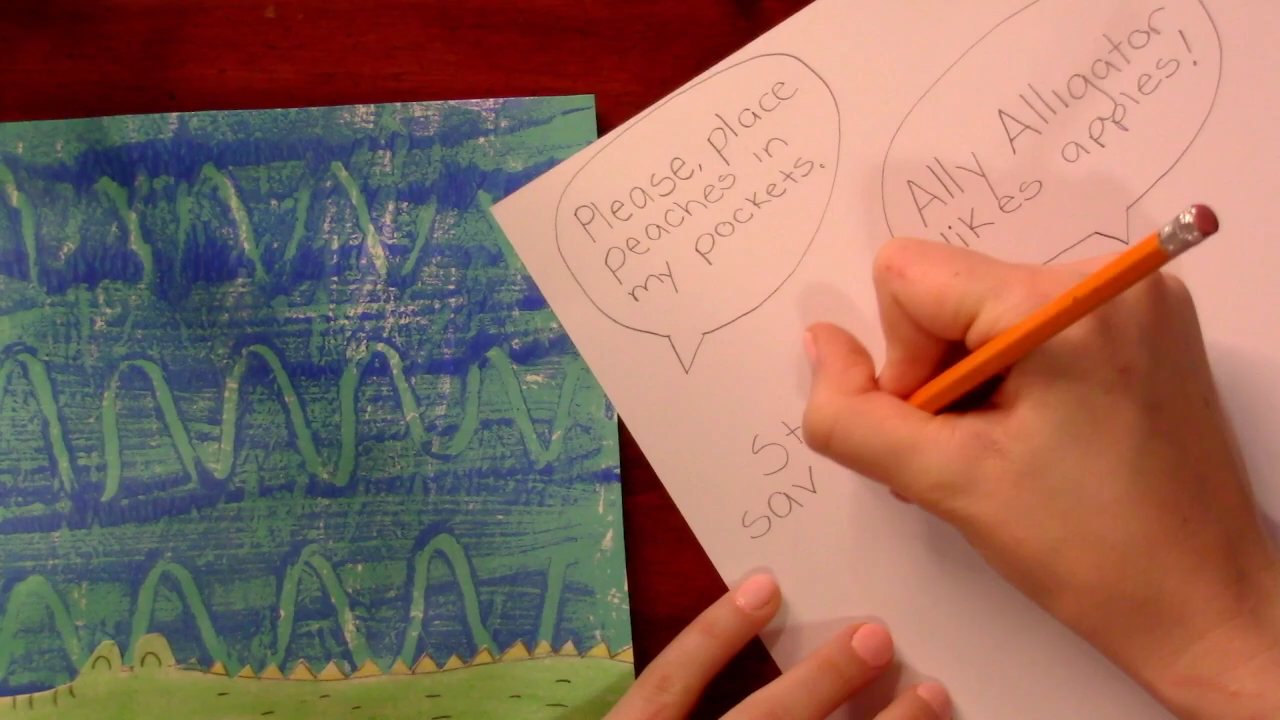 Please, place
peaches in
my pockets.
Ally Alligator
likes apples!